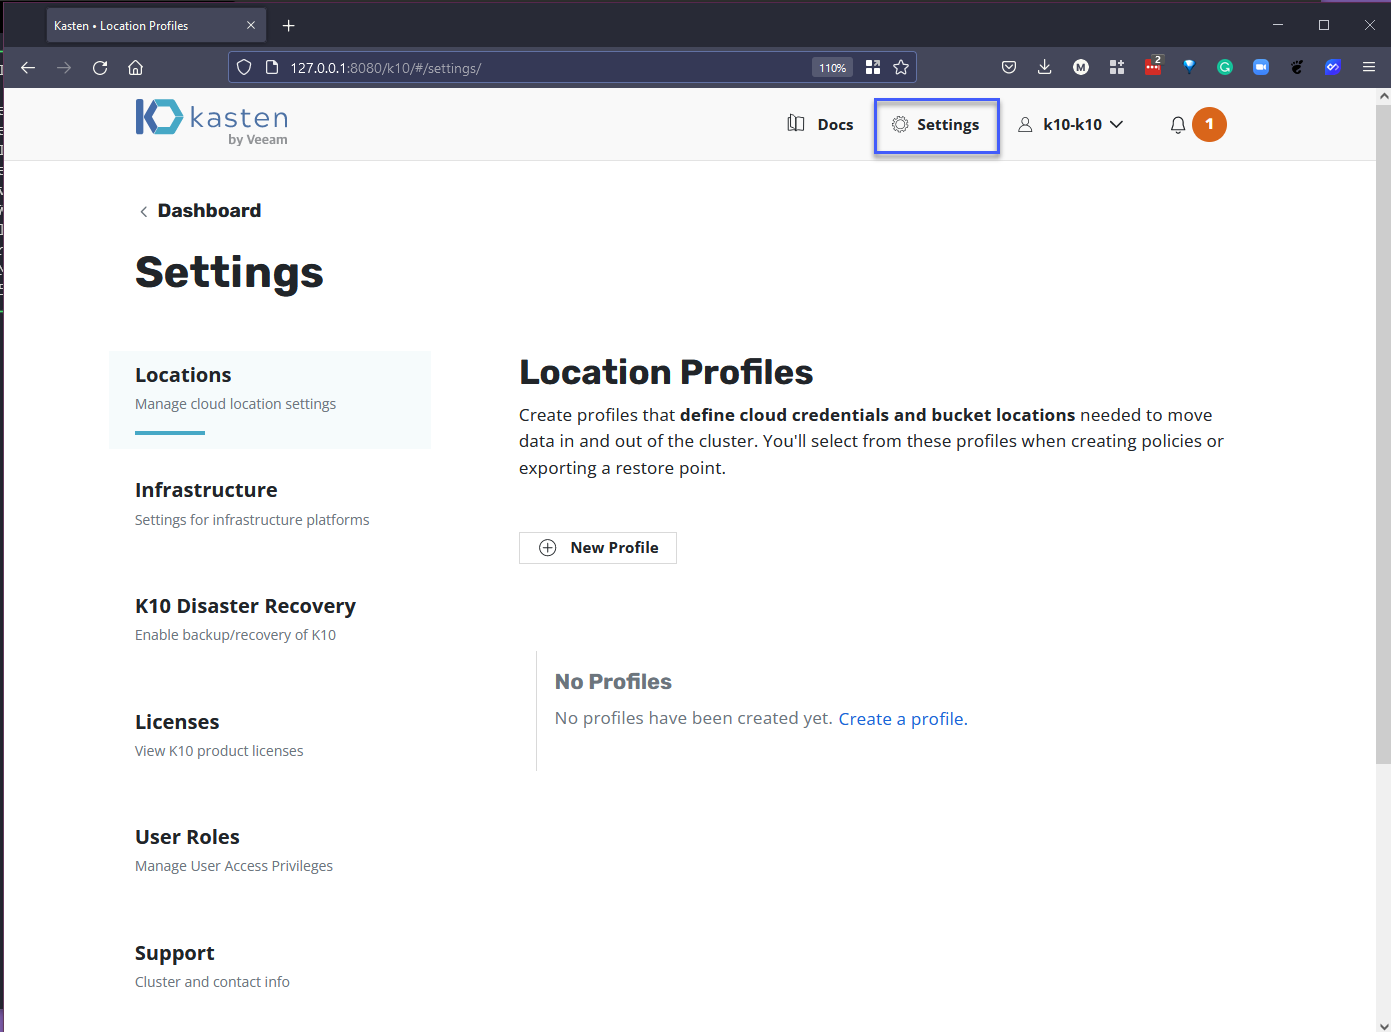 Kasten • Location Profiles
127.0.0.1:8080/k10/#/settings/
110%
2
kasten
by Veeam
Docs
Settings
k10-k10
1
Dashboard
Settings
Locations
Manage cloud location settings
Infrastructure
Settings for infrastructure platforms
K10 Disaster Recovery
Enable backup/recovery of K10
Licenses
View K10 product licenses
User Roles
Manage User Access Privileges
Support
Cluster and contact info
Location Profiles
Create profiles that define cloud credentials and bucket locations needed to move
data in and out of the cluster. You'll select from these profiles when creating policies or
exporting a restore point.
New Profile
No Profiles
No profiles have been created yet. Create a profile.